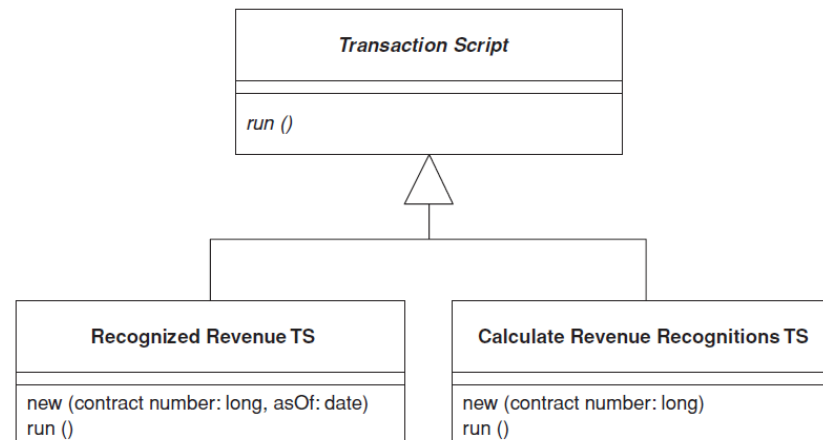 Transaction Script
run ()
Recognized Revenue TS
new (contract number: long, asOf: date)
run ()
Calculate Revenue Recognitions TS
new (contract number: long)
run ()